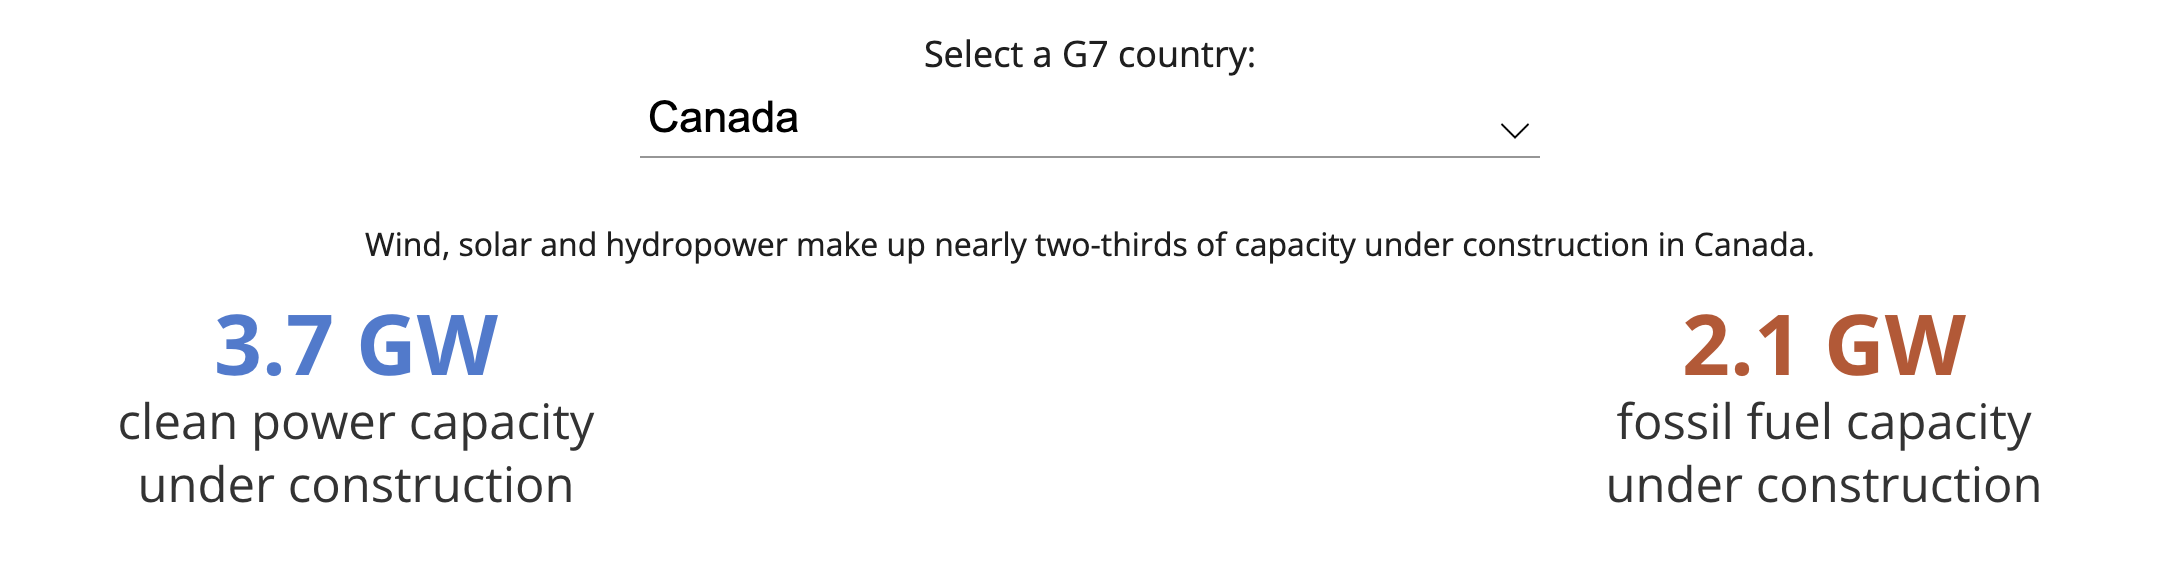 Select a G7 country:
Canada
Wind, solar and hydropower make up nearly two-thirds of capacity under construction in Canada.
3.7 GW
clean power capacity
under construction
2.1 GW
fossil fuel capacity
under construction